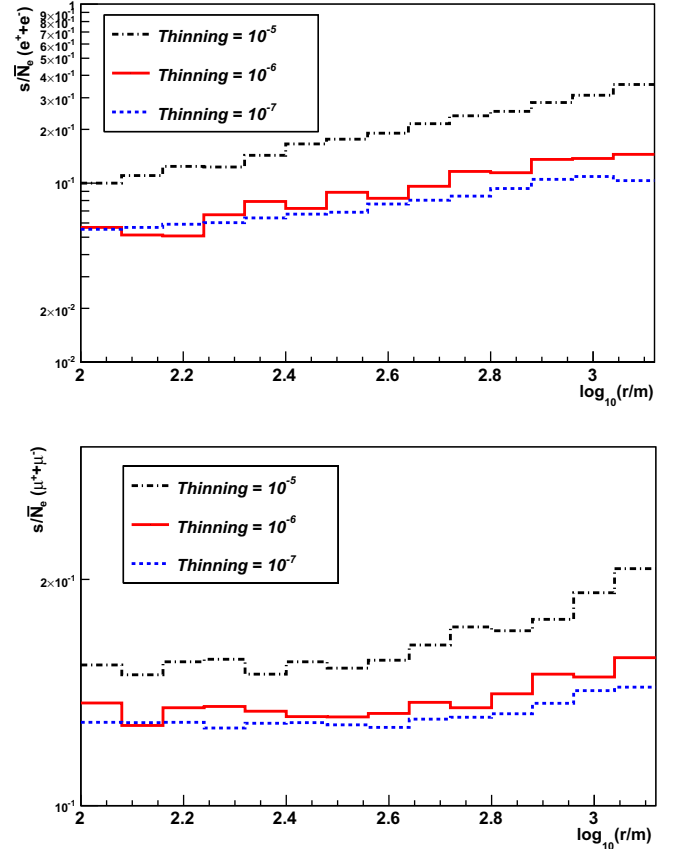 s/N̅ₑ (e⁺+e⁻)
9×10⁻¹
8×10⁻¹
7×10⁻¹
6×10⁻¹
5×10⁻¹
4×10⁻¹
3×10⁻¹
2×10⁻¹
10⁻¹
2×10⁻²
10⁻²
1
Thinning = 10⁻⁵
Thinning = 10⁻⁶
Thinning = 10⁻⁷
2 2.2 2.4 2.6 2.8 3
log₁₀(r/m)
s/N̅ₑ (μ⁺+μ⁻)
2×10⁻¹
10⁻¹
Thinning = 10⁻⁵
Thinning = 10⁻⁶
Thinning = 10⁻⁷
2 2.2 2.4 2.6 2.8 3
log₁₀(r/m)